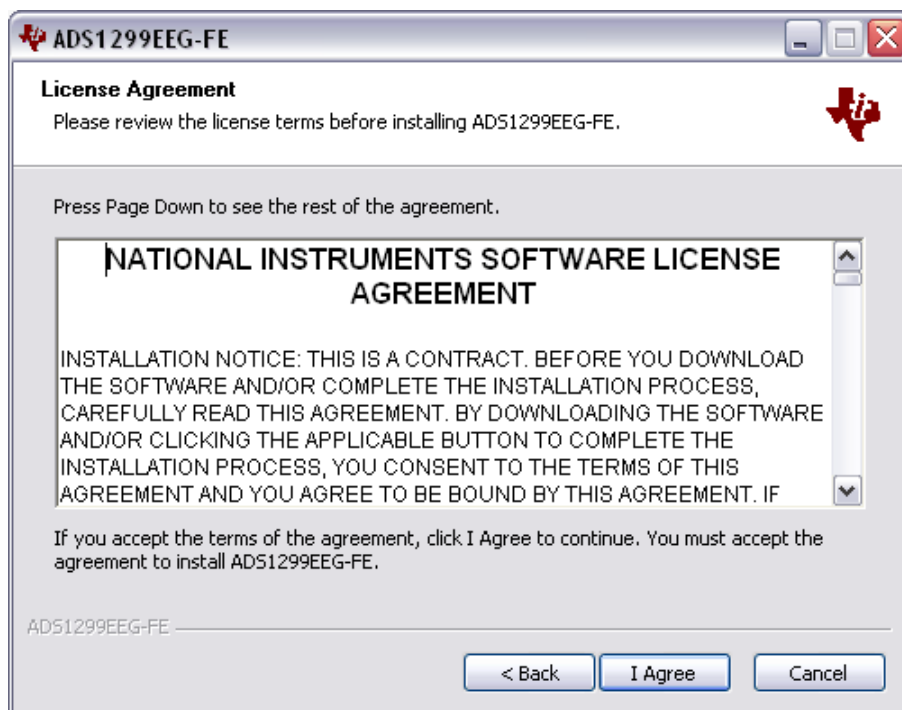 ADS1299EEG-FE
License Agreement
Please review the license terms before installing ADS1299EEG-FE.
Press Page Down to see the rest of the agreement.
NATIONAL INSTRUMENTS SOFTWARE LICENSE
AGREEMENT
INSTALLATION NOTICE: THIS IS A CONTRACT. BEFORE YOU DOWNLOAD
THE SOFTWARE AND/OR COMPLETE THE INSTALLATION PROCESS,
CAREFULLY READ THIS AGREEMENT. BY DOWNLOADING THE SOFTWARE
AND/OR CLICKING THE APPLICABLE BUTTON TO COMPLETE THE
INSTALLATION PROCESS, YOU CONSENT TO THE TERMS OF THIS
AGREEMENT AND YOU AGREE TO BE BOUND BY THIS AGREEMENT. IF
If you accept the terms of the agreement, click I Agree to continue. You must accept the
agreement to install ADS1299EEG-FE.
ADS1299EEG-FE
< Back I Agree Cancel